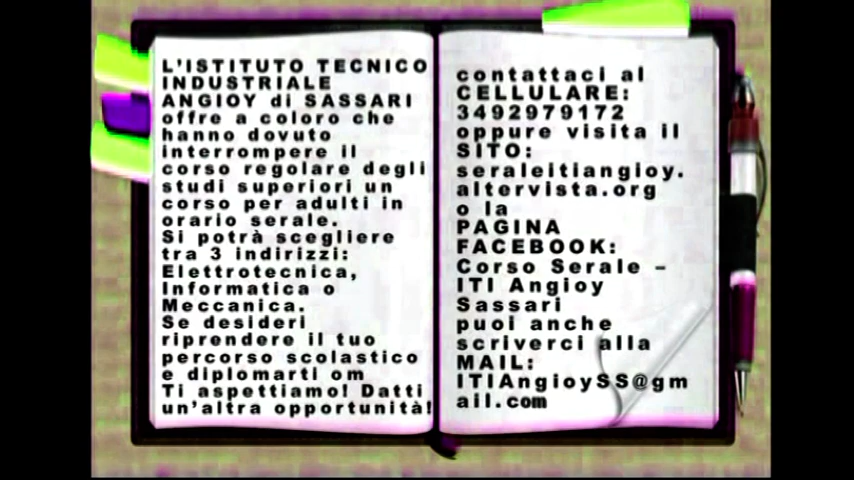 L'ISTITUTO TECNICO
INDUSTRIALE
ANGIOY di SASSARI
offre a coloro che
hanno dovuto
interrompere il
corso regolare degli
studi superiori un
corso per adulti in
orario serale.
Si potrà scegliere
tra 3 indirizzi:
Elettrotecnica,
Informatica o
Meccanica.
Se desideri
riprendere il tuo
percorso scolastico
e diplomarti om
Ti aspettiamo! Datti
un'altra opportunità!
contattaci al
CELLULARE:
3492979172
oppure visita il
SITO:
seraleitiangioy.
altervista.org
o la
PAGINA
FACEBOOK:
Corso Serale –
ITI Angioy
Sassari
puoi anche
scriverci alla
MAIL:
ITIAngioySS@gm
ail.com